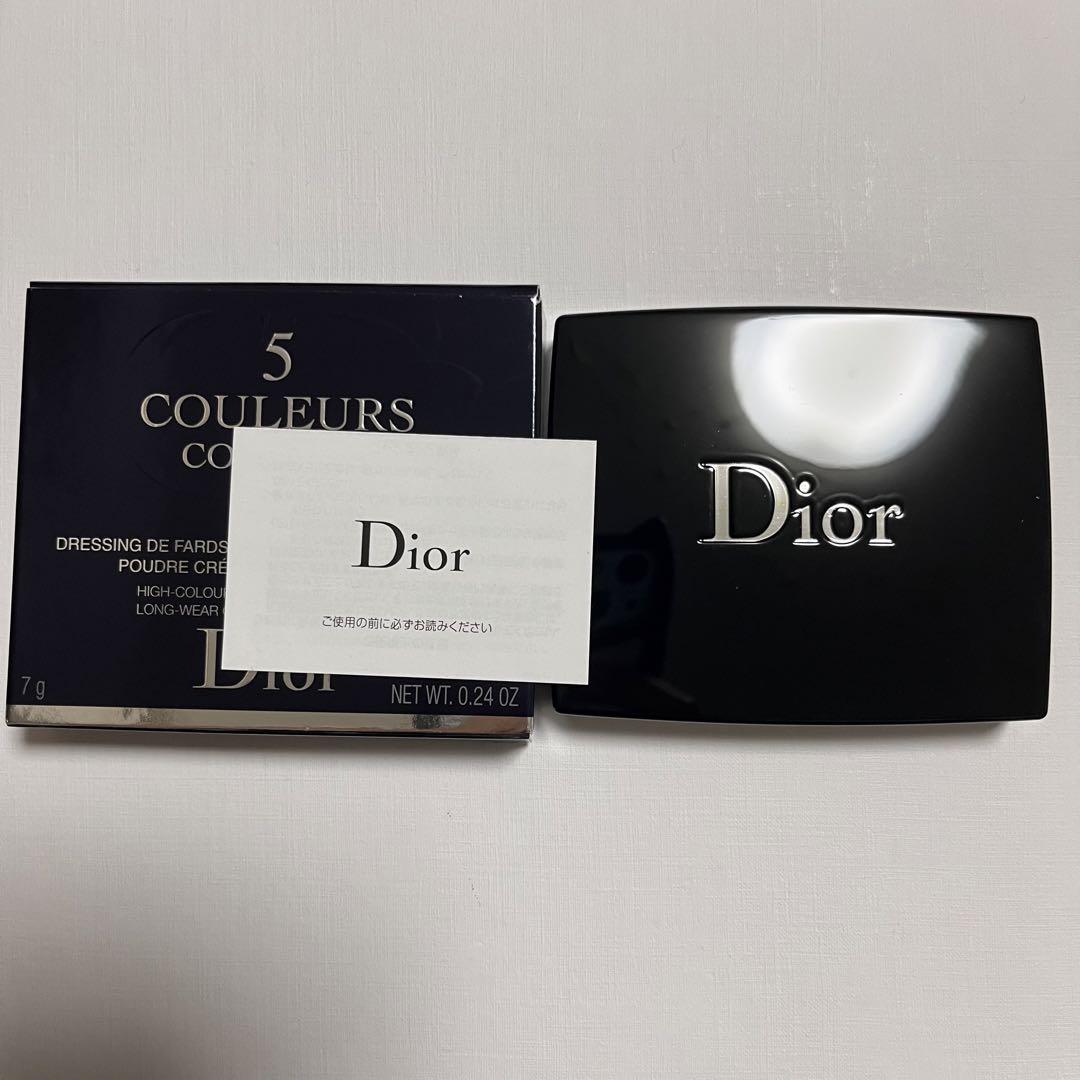 5
COULEURS
CO
DRESSING DE FARDS
POUDRE CRÉ
HIGH-COLOUR
LONG-WEAR
Dior
7 g
NET WT. 0.24 OZ
Dior
ご使用の前に必ずお読みください
Dior